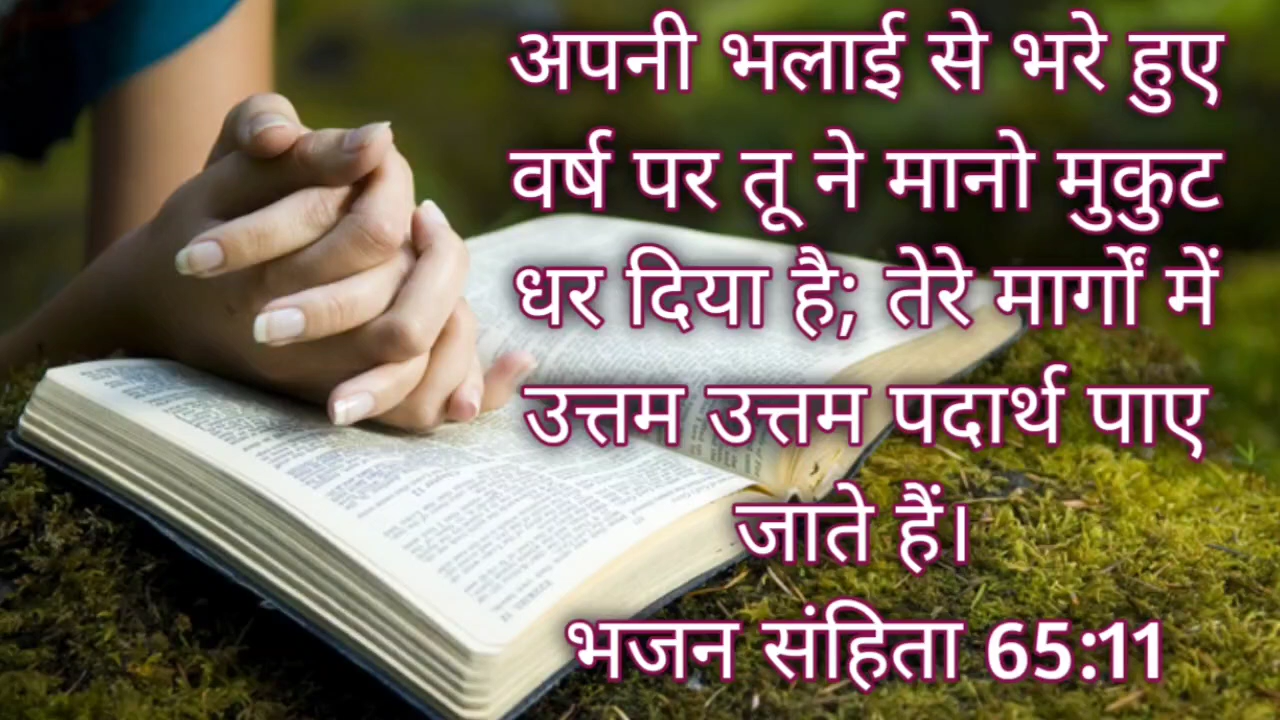 अपनी भलाई से भरे हुए
वर्ष पर तू ने मानो मुकुट
धर दिया है; तेरे मार्गों में
उत्तम उत्तम पदार्थ पाए
जाते हैं।
भजन संहिता 65:11